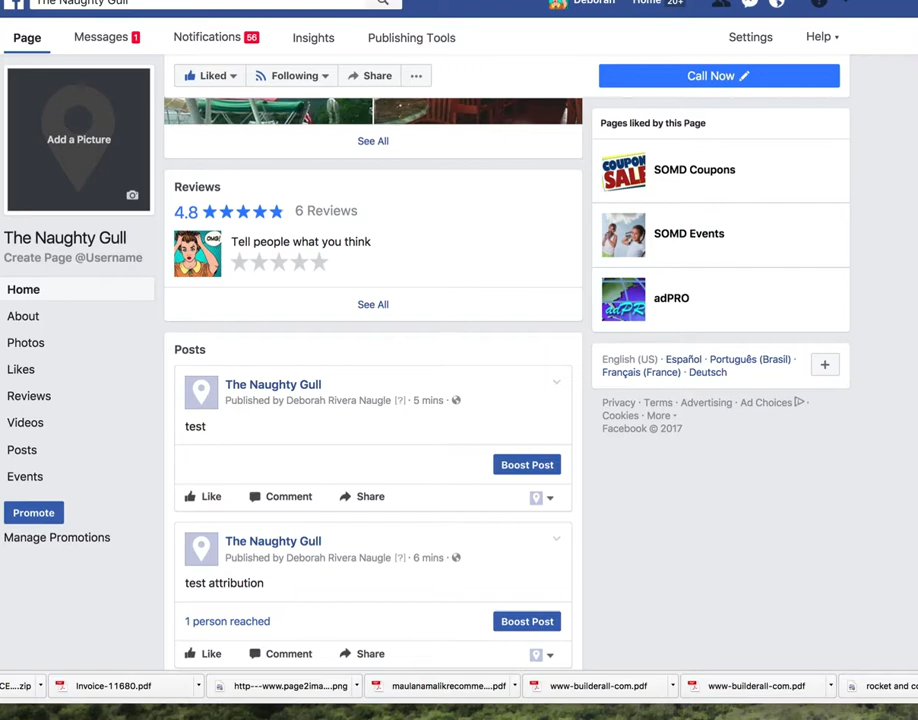 The Naughty Gull
Deborah Home 20+
Page Messages 1 Notifications 56 Insights Publishing Tools Settings Help
Liked Following Share ...
Call Now
Add a Picture
The Naughty Gull
Create Page @Username
Home
About
Photos
Likes
Reviews
Videos
Posts
Events
Promote
Manage Promotions
See All
Reviews
4.8 6 Reviews
OMG!
Tell people what you think
See All
Posts
The Naughty Gull
Published by Deborah Rivera Naugle [?] · 5 mins ·
test
Boost Post
Like Comment Share
The Naughty Gull
Published by Deborah Rivera Naugle [?] · 6 mins ·
test attribution
1 person reached
Boost Post
Like Comment Share
Pages liked by this Page
COUPON
SALE
SOMD Coupons
SOMD Events
adPRO
English (US) · Español · Português (Brasil) ·
Français (France) · Deutsch
+
Privacy · Terms · Advertising · Ad Choices ·
Cookies · More
Facebook © 2017
CE....zip Invoice-11680.pdf http---www.page2ima....png maulanamalikrecomme....pdf www-builderall-com.pdf www-builderall-com.pdf rocket and co